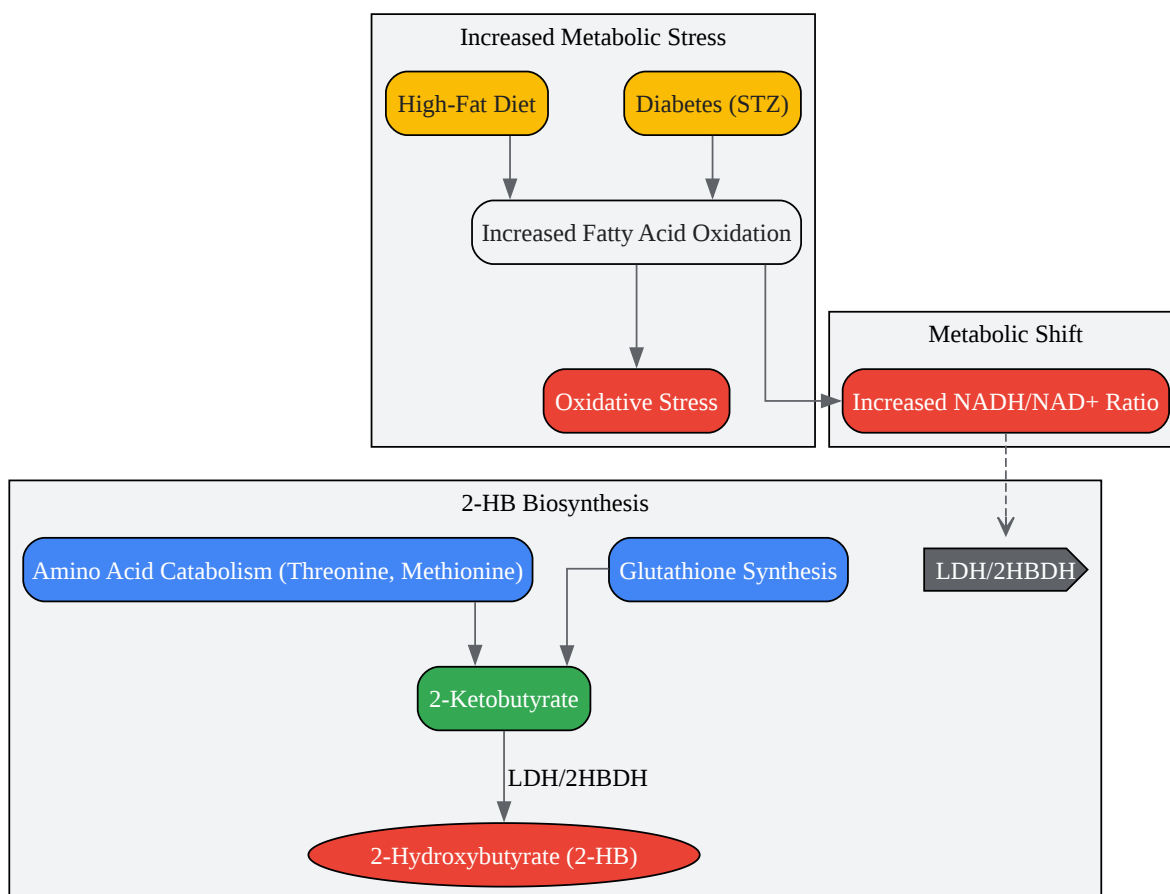 Increased Metabolic Stress
High-Fat Diet
Diabetes (STZ)
Increased Fatty Acid Oxidation
Oxidative Stress
Metabolic Shift
Increased NADH/NAD+ Ratio
2-HB Biosynthesis
Amino Acid Catabolism (Threonine, Methionine)
Glutathione Synthesis
LDH/2HBDH
2-Ketobutyrate
LDH/2HBDH
2-Hydroxybutyrate (2-HB)